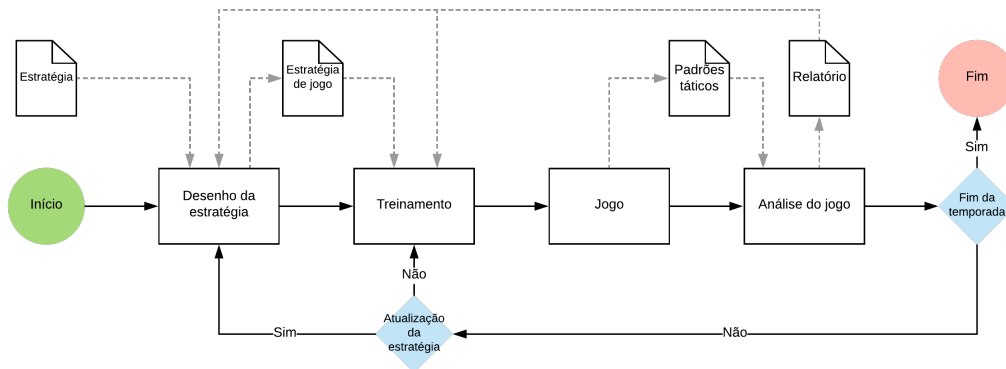 Estratégia
Estratégia
de jogo
Padrões
táticos
Relatório
Fim
Sim
Início
Desenho da
estratégia
Treinamento
Jogo
Análise do jogo
Fim da
temporada
Não
Atualização
da
estratégia
Sim
Não